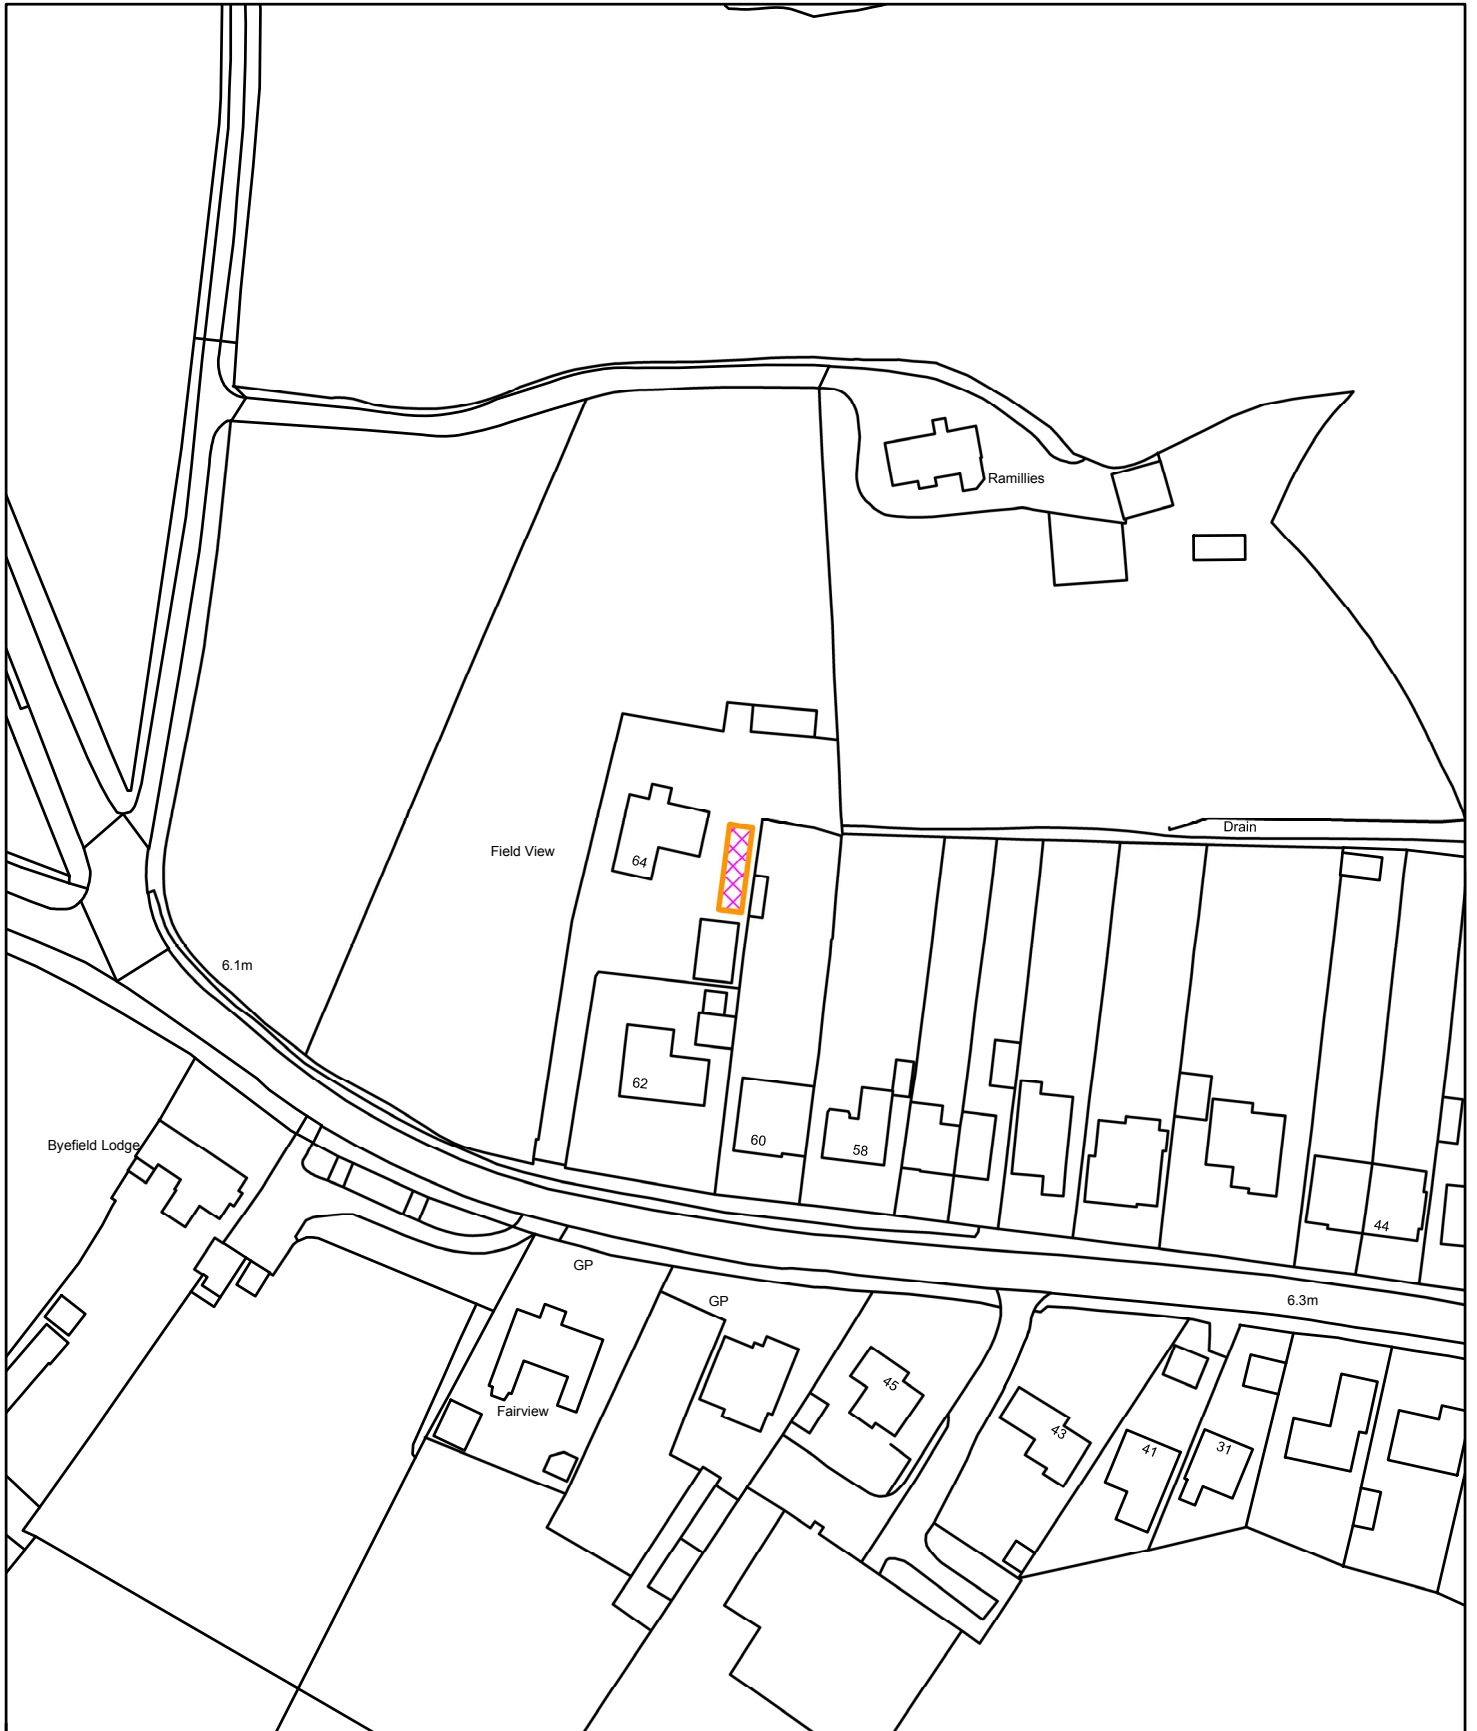 Ramillies
Drain
Field View
64
6.1m
62
Byefield Lodge
60
58
44
GP
GP
6.3m
45
Fairview
43
41
31